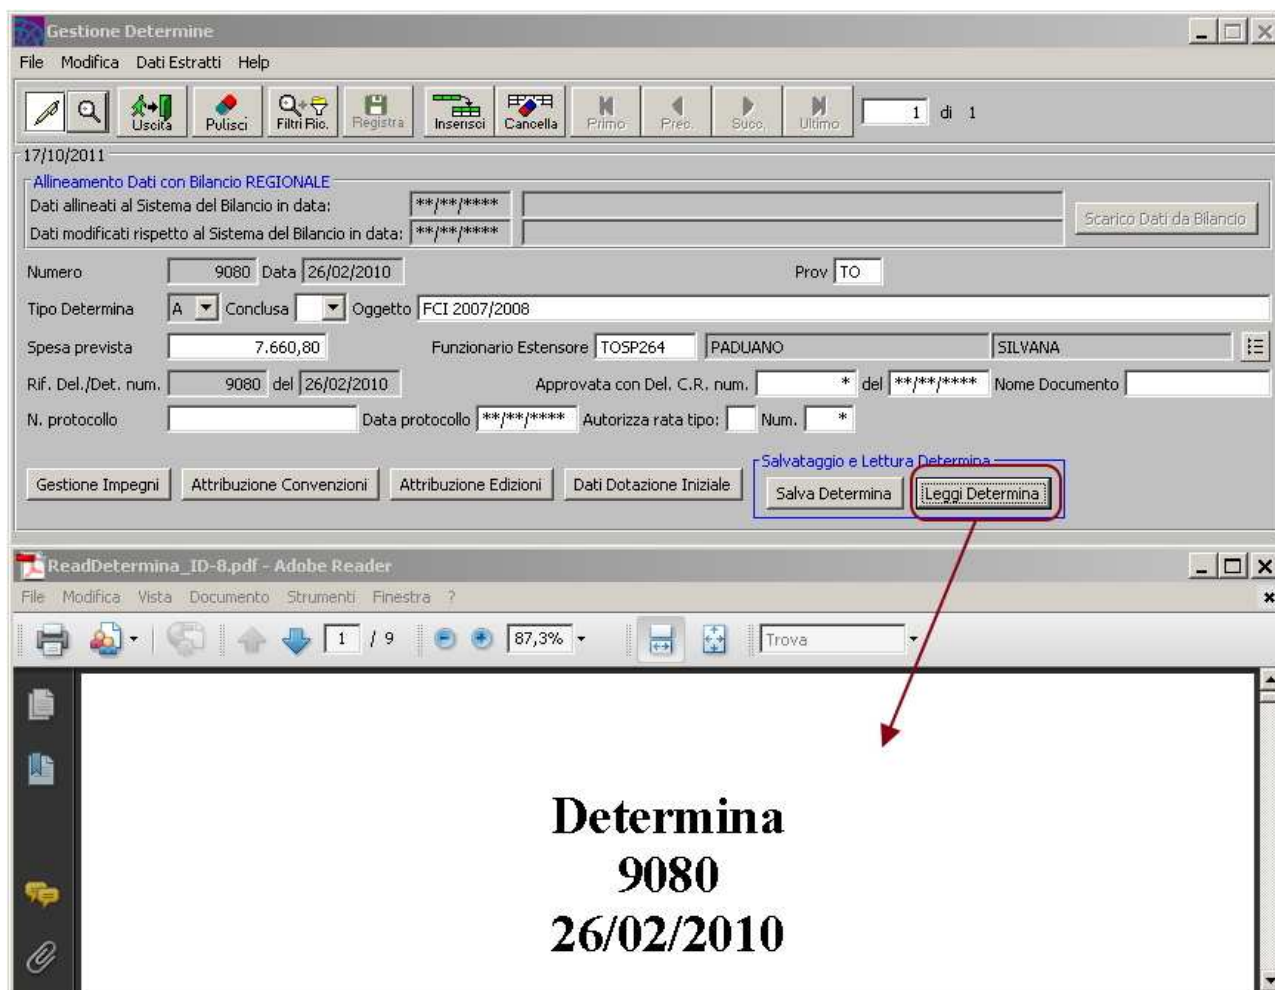 Gestione Determine
File Modifica Dati Estratti Help
Uscita Pulisci Filtri Ric. Registra Inserisci Cancella Primo Prec. Succ. Ultimo 1 di 1
17/10/2011
Allineamento Dati con Bilancio REGIONALE
Dati allineati al Sistema del Bilancio in data: **/**/****
Scarico Dati da Bilancio
Dati modificati rispetto al Sistema del Bilancio in data: **/**/****
Numero 9080 Data 26/02/2010 Prov TO
Tipo Determina A Conclusa Oggetto FCI 2007/2008
Spesa prevista 7.660,80 Funzionario Estensore TOSP264 PADUANO SILVANA
Rif. Del./Det. num. 9080 del 26/02/2010 Approvata con Del. C.R. num. * del **/**/**** Nome Documento
N. protocollo Data protocollo **/**/**** Autorizza rata tipo: Num. *
Salvataggio e Lettura Determina
Gestione Impegni Attribuzione Convenzioni Attribuzione Edizioni Dati Dotazione Iniziale Salva Determina Leggi Determina
ReadDetermina_ID-8.pdf - Adobe Reader
File Modifica Vista Documento Strumenti Finestra ?
1 / 9 87,3% Trova
Determina
9080
26/02/2010